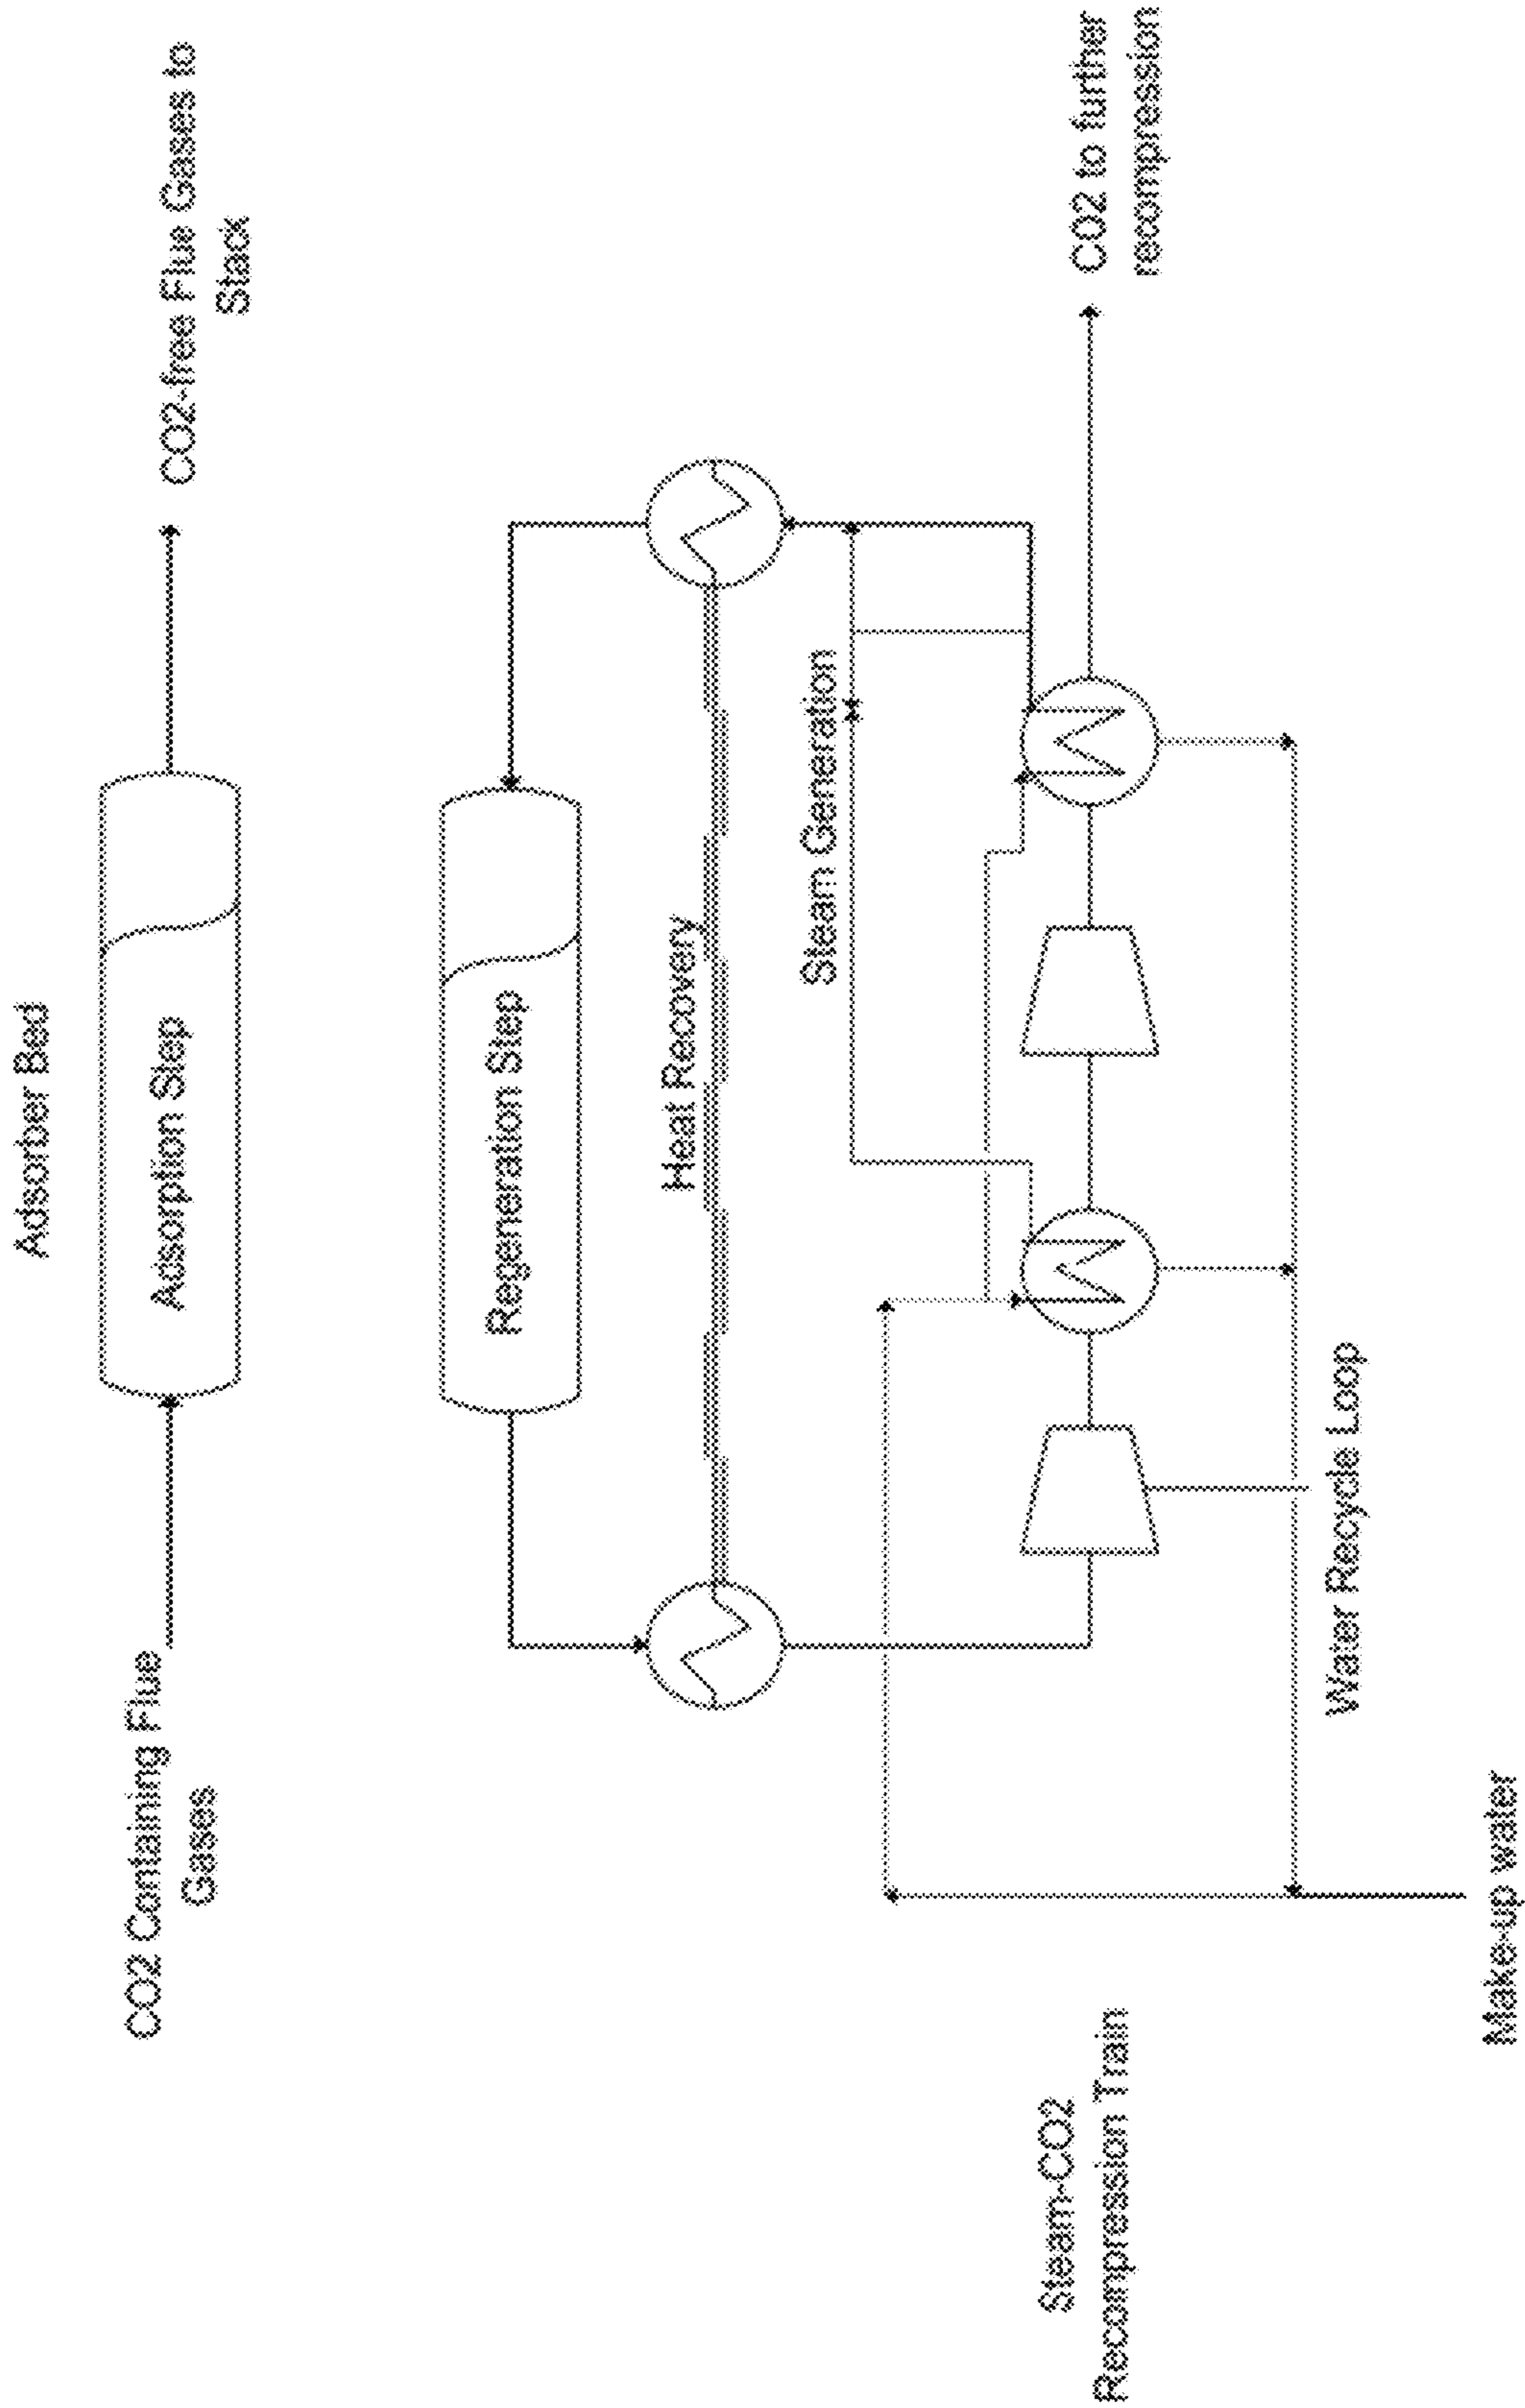 Adsorber Bed
CO2 Containing Flue
Gases
Adsorption Step
CO2-free Flue Gases to
Stack
Regeneration Step
Heat Recovery
Steam Generation
Steam-CO2
Recompression Train
CO2 to further
recompression
Water Recycle Loop
Make-up water